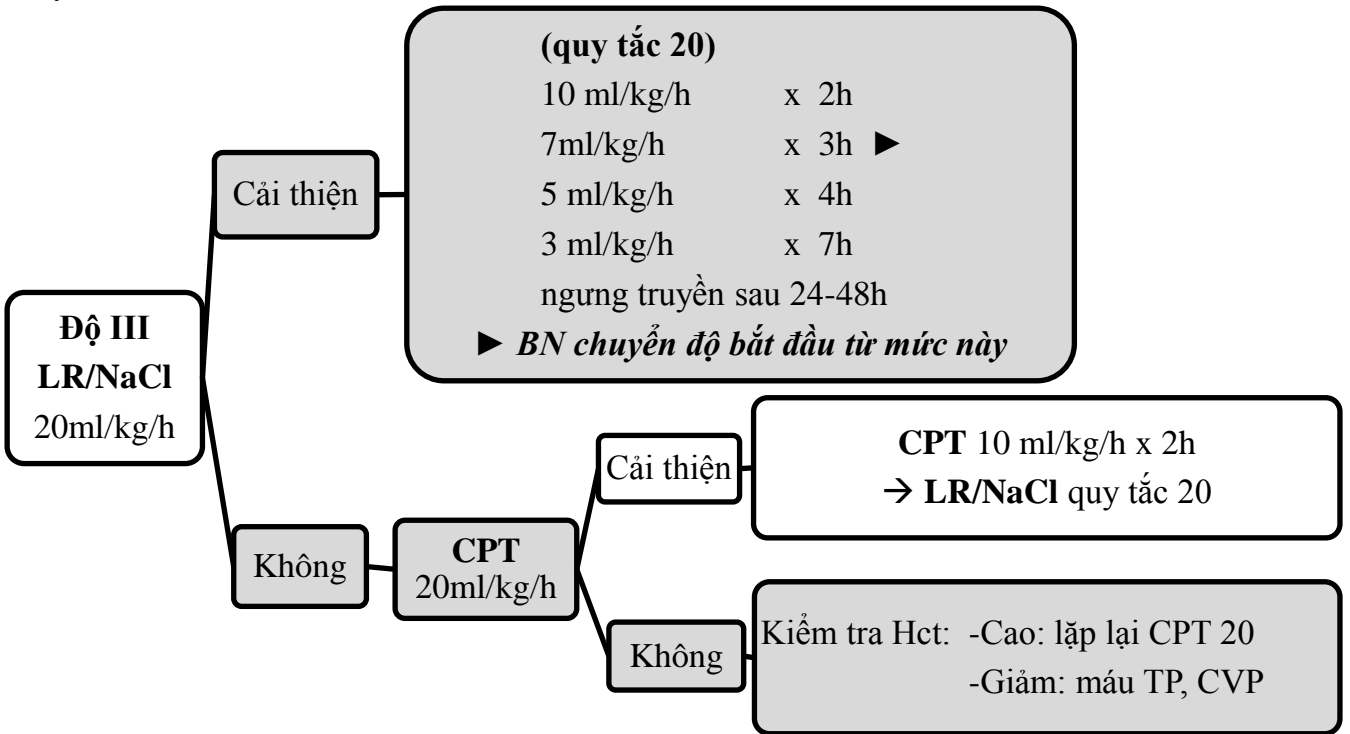 (quy tắc 20)
10 ml/kg/h x 2h
7ml/kg/h x 3h ►
5 ml/kg/h x 4h
3 ml/kg/h x 7h
ngưng truyền sau 24-48h
► BN chuyển độ bắt đầu từ mức này
Cải thiện
Độ III
LR/NaCl
20ml/kg/h
Không
CPT
20ml/kg/h
Cải thiện
CPT 10 ml/kg/h x 2h
→ LR/NaCl quy tắc 20
Không
Kiểm tra Hct: -Cao: lặp lại CPT 20
-Giảm: máu TP, CVP